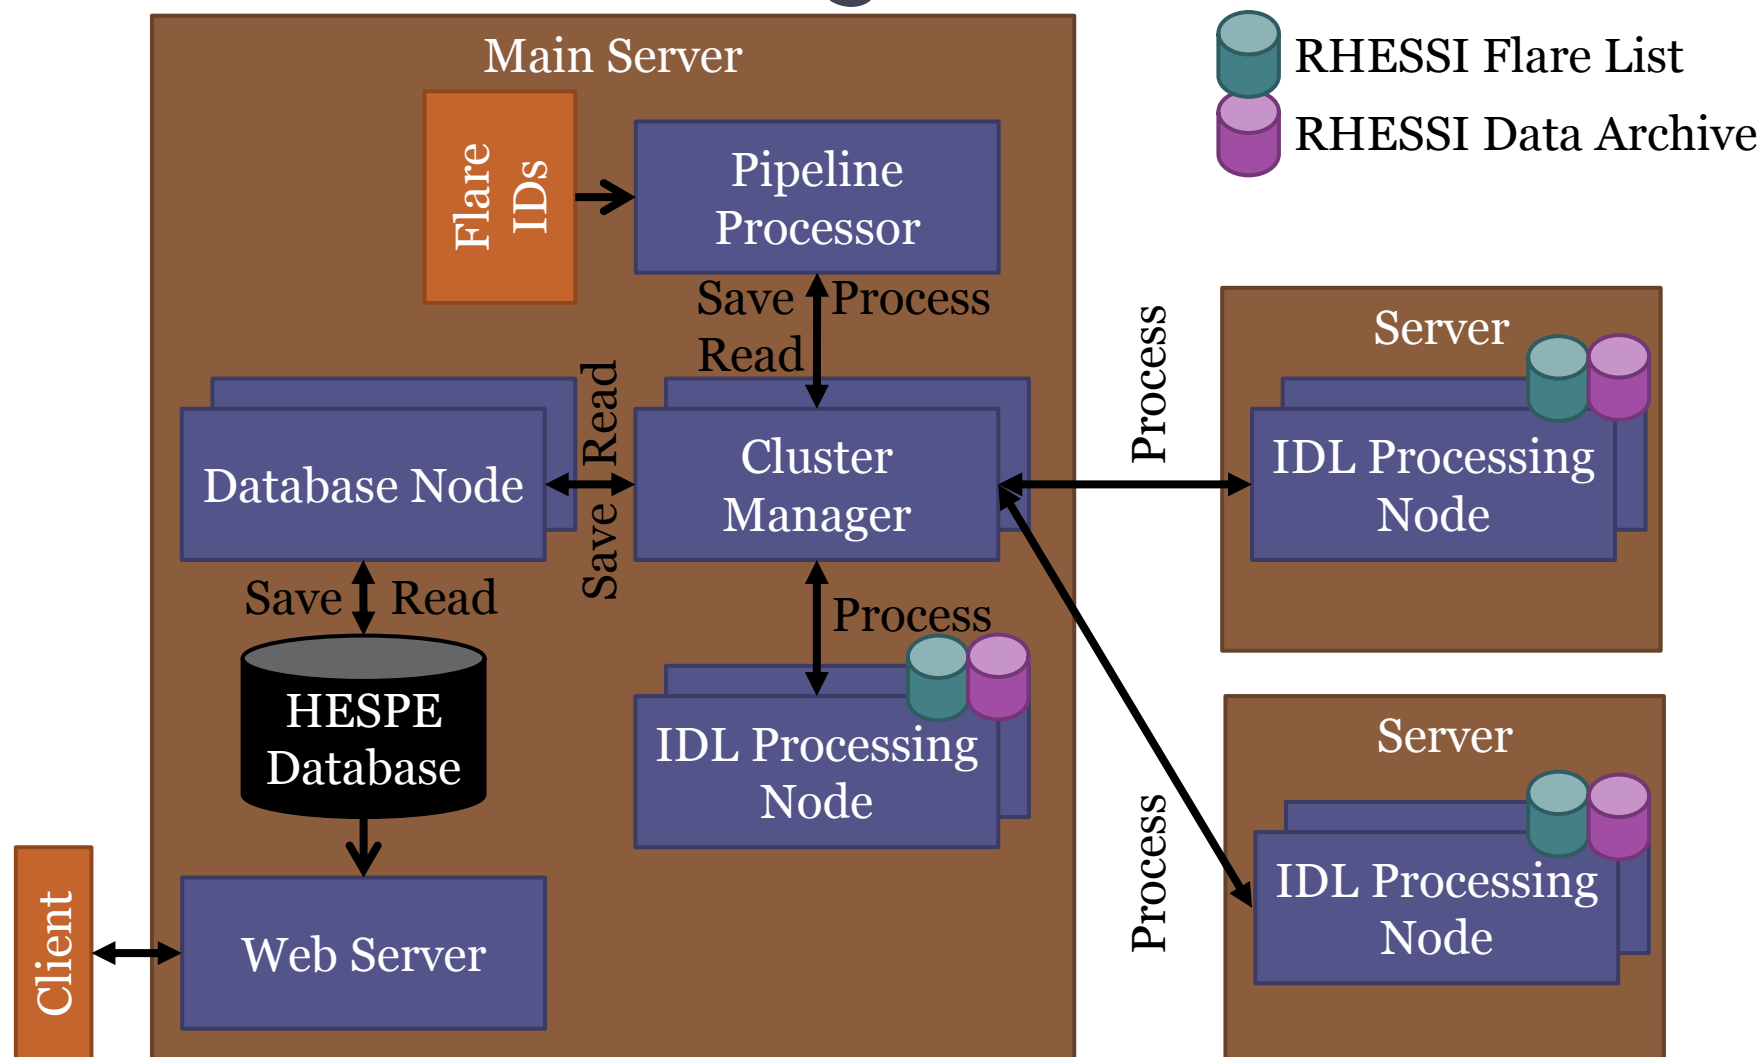 Main Server
RHESSI Flare List
RHESSI Data Archive
Flare
IDs
Pipeline
Processor
Save
Process
Read
Server
Process
Read
Save
Database Node
Cluster
Manager
IDL Processing
Node
Save
Read
Process
HESPE
Database
IDL Processing
Node
Server
Process
IDL Processing
Node
Client
Web Server